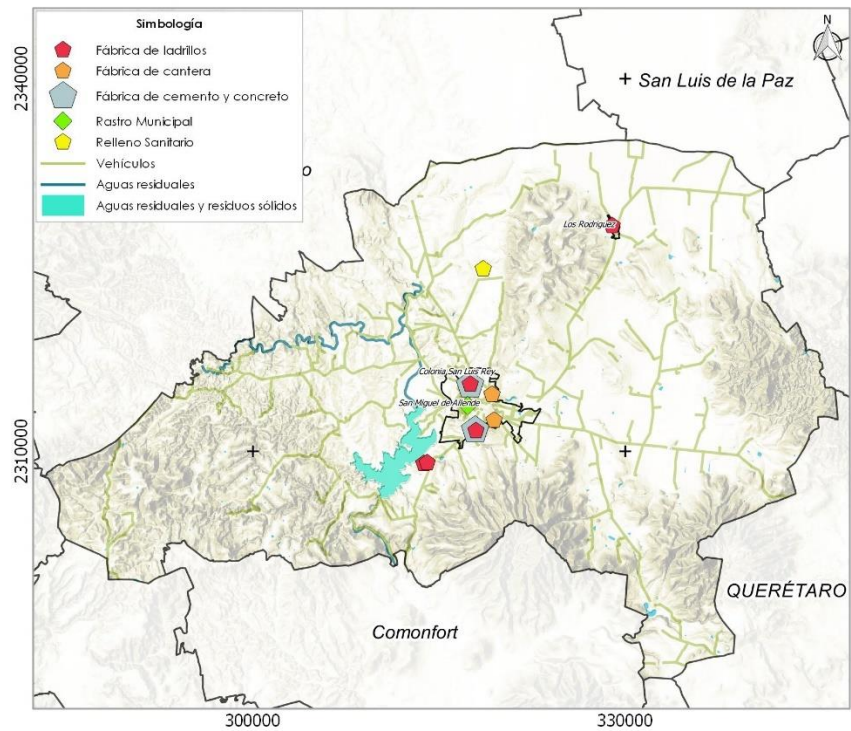 Simbología
Fábrica de ladrillos
Fábrica de cantera
Fábrica de cemento y concreto
Rastro Municipal
Relleno Sanitario
Vehículos
Aguas residuales
Aguas residuales y residuos sólidos
N
2340000
San Luis de la Paz
o
Los Rodríguez
Colonia San Luis Rey
San Miguel de Allende
2310000
QUERÉTARO
Comonfort
300000
330000